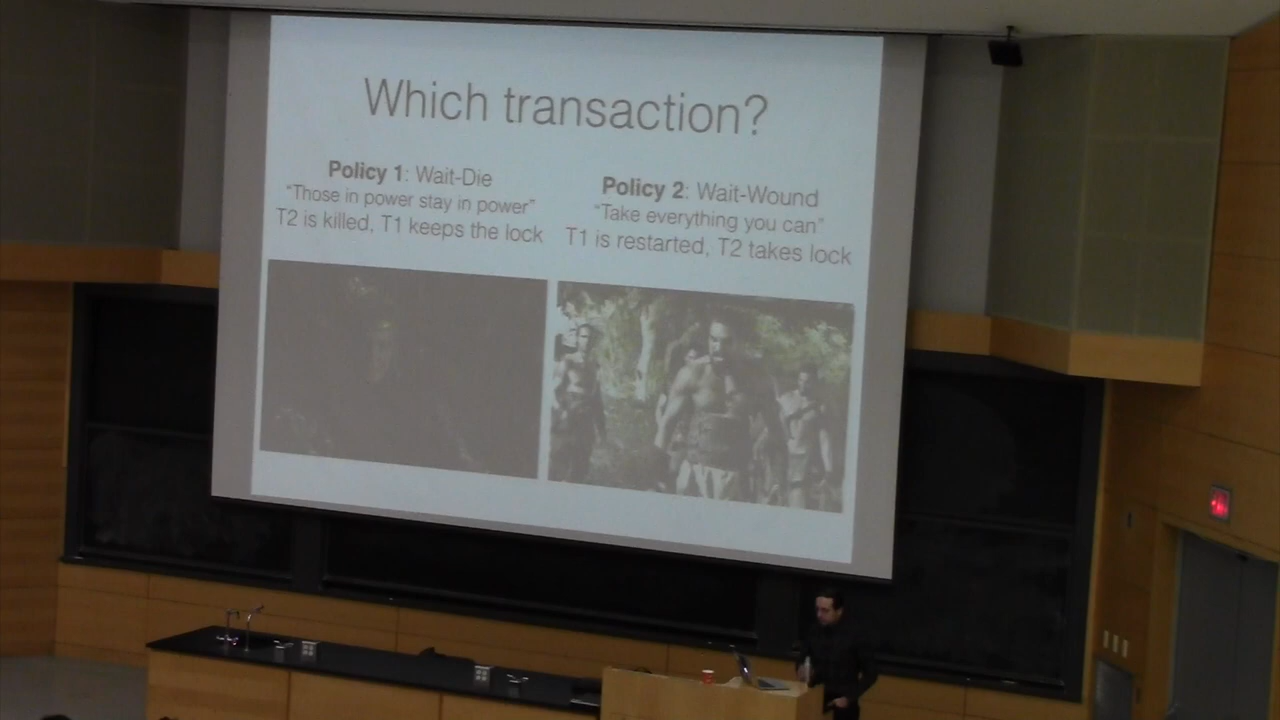 Which transaction?
Policy 1: Wait-Die
"Those in power stay in power"
T2 is killed, T1 keeps the lock
Policy 2: Wait-Wound
"Take everything you can"
T1 is restarted, T2 takes lock